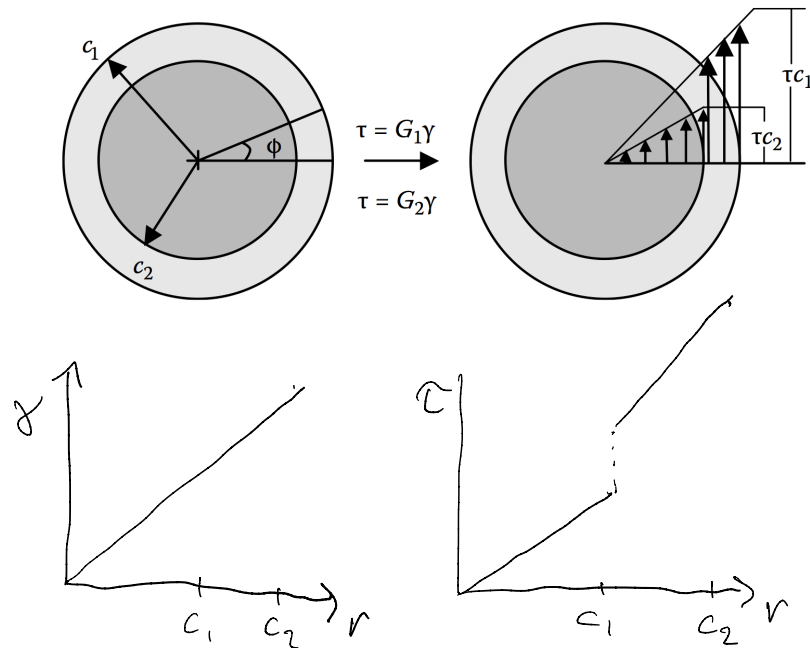 c₁
ϕ
c₂
τ = G₁γ
τ = G₂γ
τc₁
τc₂
γ
c₁
c₂
r
τ
c₁
c₂
r